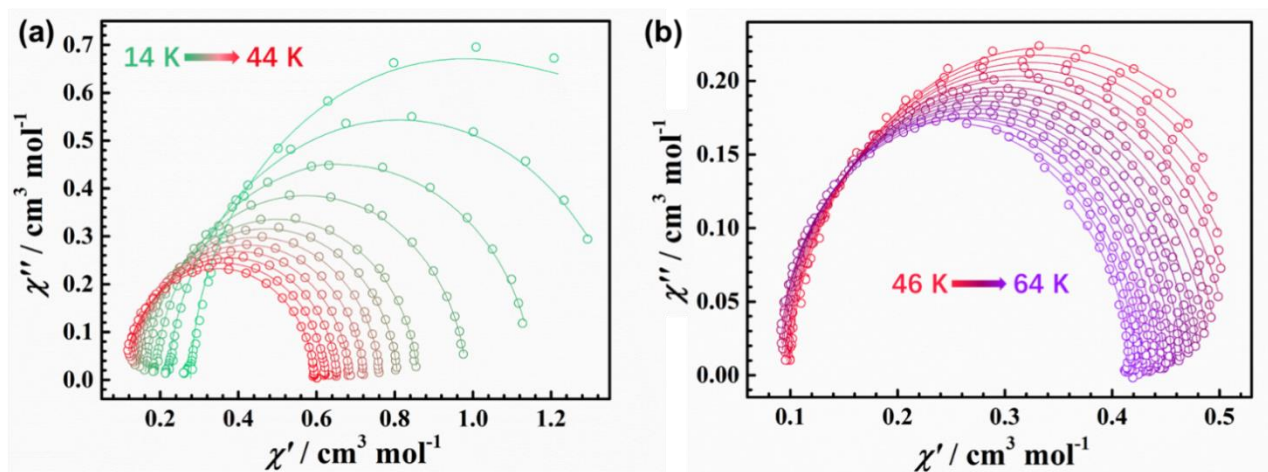 (a)
14 K 44 K
0.7
0.6
0.5
0.4
0.3
0.2
0.1
0.0
χ'' / cm³ mol⁻¹
0.2 0.4 0.6 0.8 1.0 1.2
χ' / cm³ mol⁻¹
(b)
0.20
0.15
0.10
0.05
0.00
χ'' / cm³ mol⁻¹
46 K 64 K
0.1 0.2 0.3 0.4 0.5
χ' / cm³ mol⁻¹